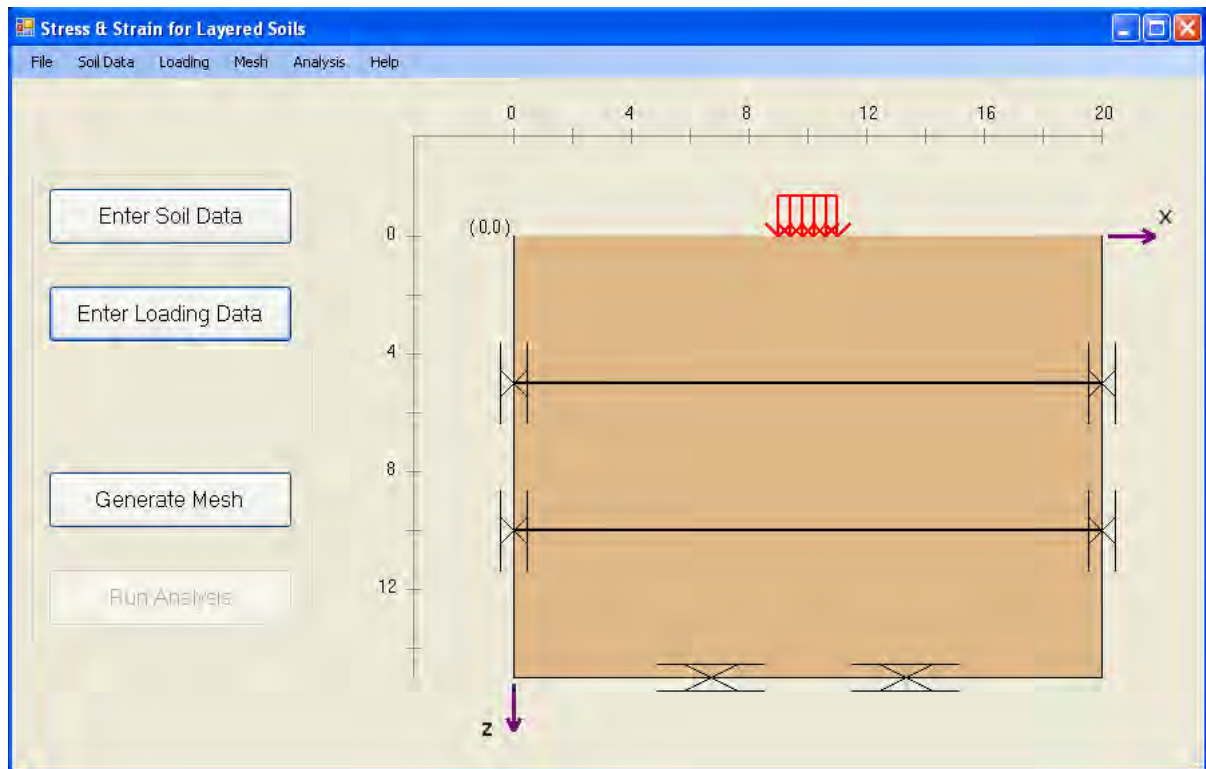 Stress & Strain for Layered Soils
File Soil Data Loading Mesh Analysis Help
0 4 8 12 16 20
Enter Soil Data
0
(0,0)
X
Enter Loading Data
4
8
Generate Mesh
12
Run Analysis
Z